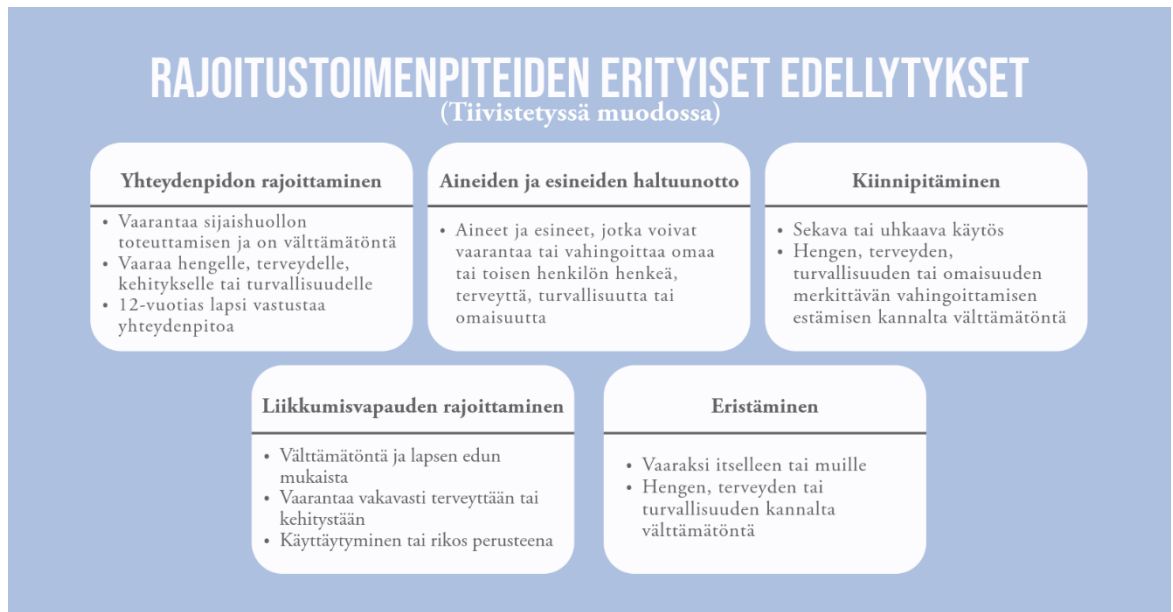 RAJOITUSTOIMENPITEIDEN ERITYISET EDELLYTYKSET
(Tiivistetyssä muodossa)
Yhteydenpidon rajoittaminen
• Vaarantaa sijaishuollon
toteuttamisen ja on välttämätöntä
• Vaaraa hengelle, terveydelle,
kehitykselle tai turvallisuudelle
• 12-vuotias lapsi vastustaa
yhteydenpitoa
Aineiden ja esineiden haltuunotto
• Aineet ja esineet, jotka voivat
vaarantaa tai vahingoittaa omaa
tai toisen henkilön henkeä,
terveyttä, turvallisuutta tai
omaisuutta
Kiinnipitäminen
• Sekava tai uhkaava käytös
• Hengen, terveyden,
turvallisuuden tai omaisuuden
merkittävän vahingoittamisen
estämisen kannalta välttämätöntä
Liikkumisvapauden rajoittaminen
• Välttämätöntä ja lapsen edun
mukaista
• Vaarantaa vakavasti terveyttään tai
kehitystään
• Käyttäytyminen tai rikos perusteena
Eristäminen
• Vaaraksi itselleen tai muille
• Hengen, terveyden tai
turvallisuuden kannalta
välttämätöntä